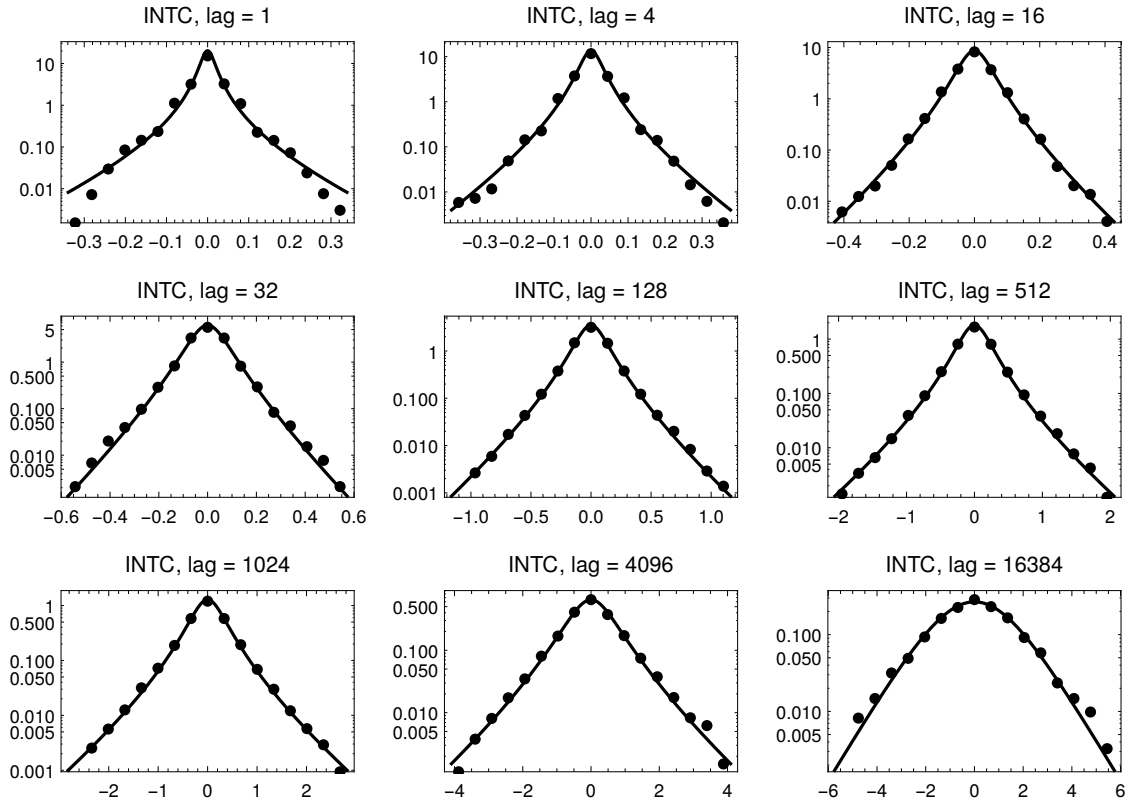 INTC, lag = 1
INTC, lag = 4
INTC, lag = 16
10
1
0.10
0.01
−0.3 −0.2 −0.1 0.0 0.1 0.2 0.3
10
1
0.10
0.01
−0.3 −0.2 −0.1 0.0 0.1 0.2 0.3
10
1
0.10
0.01
−0.4 −0.2 0.0 0.2 0.4
INTC, lag = 32
INTC, lag = 128
INTC, lag = 512
5
1
0.500
0.100
0.050
0.010
0.005
−0.6 −0.4 −0.2 0.0 0.2 0.4 0.6
1
0.100
0.010
0.001
−1.0 −0.5 0.0 0.5 1.0
1
0.500
0.100
0.050
0.010
0.005
−2 −1 0 1 2
INTC, lag = 1024
INTC, lag = 4096
INTC, lag = 16384
1
0.500
0.100
0.050
0.010
0.005
0.001
−2 −1 0 1 2
0.500
0.100
0.050
0.010
0.005
−4 −2 0 2 4
0.100
0.050
0.010
0.005
−6 −4 −2 0 2 4 6